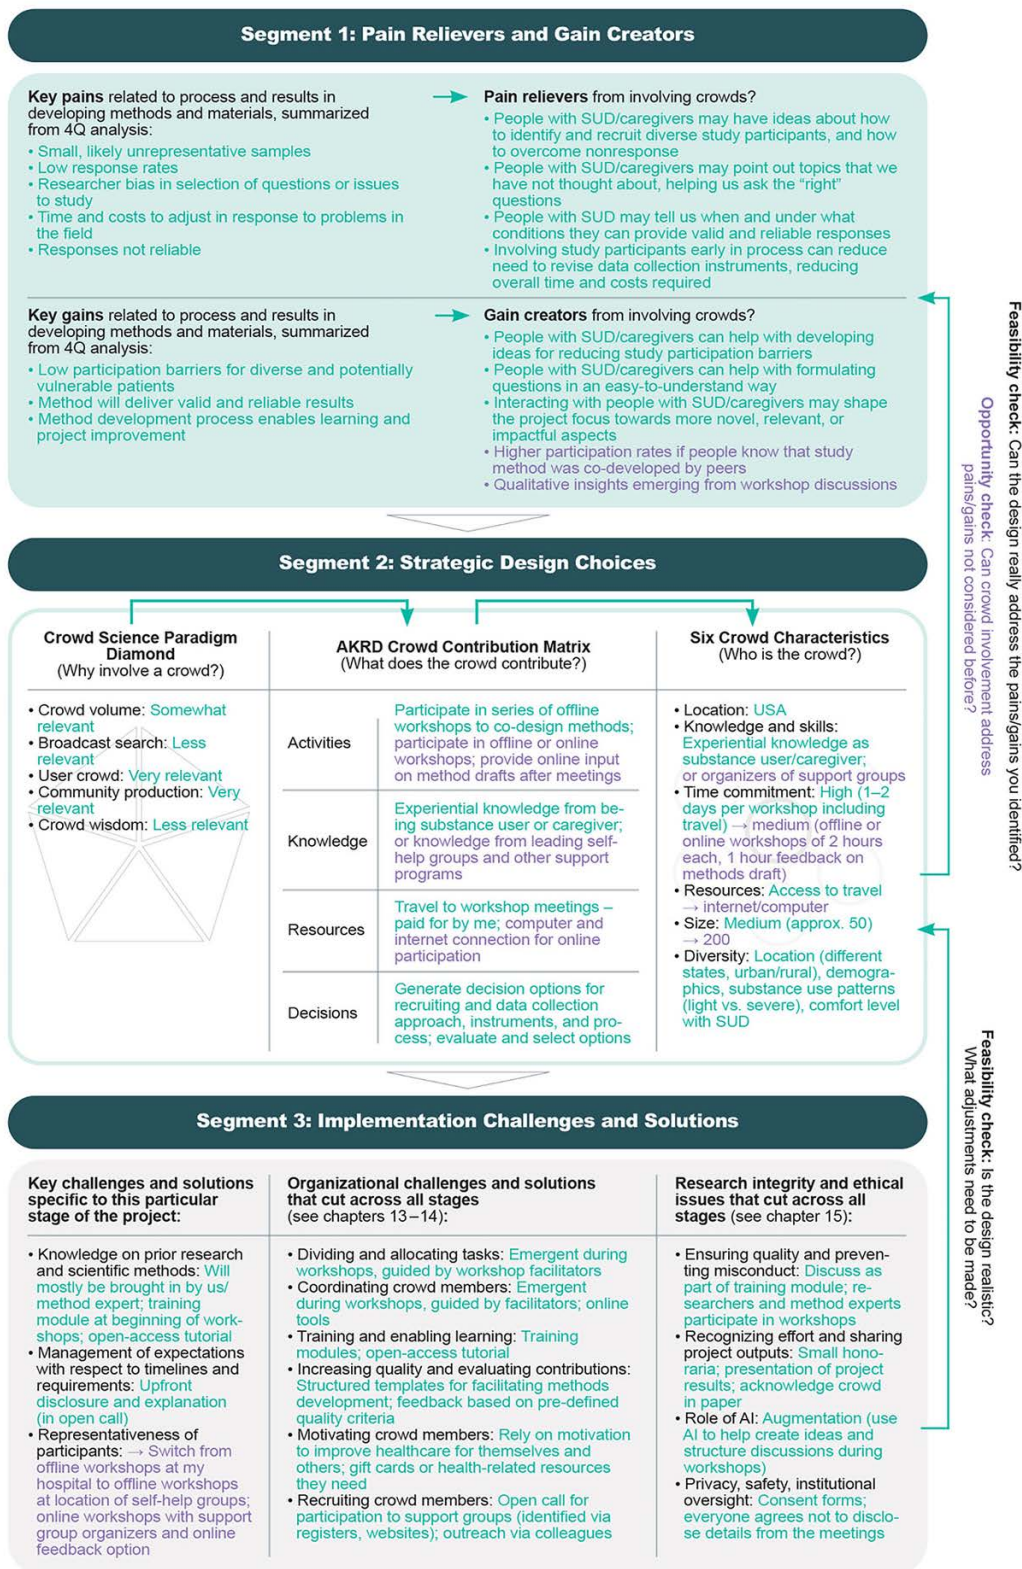 Segment 1: Pain Relievers and Gain Creators
Key pains related to process and results in
developing methods and materials, summarized
from 4Q analysis:
• Small, likely unrepresentative samples
• Low response rates
• Researcher bias in selection of questions or issues
to study
• Time and costs to adjust in response to problems in
the field
• Responses not reliable
Pain relievers from involving crowds?
• People with SUD/caregivers may have ideas about how
to identify and recruit diverse study participants, and how
to overcome nonresponse
• People with SUD/caregivers may point out topics that we
have not thought about, helping us ask the “right”
questions
• People with SUD may tell us when and under what
conditions they can provide valid and reliable responses
• Involving study participants early in process can reduce
need to revise data collection instruments, reducing
overall time and costs required
Key gains related to process and results in
developing methods and materials, summarized
from 4Q analysis:
• Low participation barriers for diverse and potentially
vulnerable patients
• Method will deliver valid and reliable results
• Method development process enables learning and
project improvement
Gain creators from involving crowds?
• People with SUD/caregivers can help with developing
ideas for reducing study participation barriers
• People with SUD/caregivers can help with formulating
questions in an easy-to-understand way
• Interacting with people with SUD/caregivers may shape
the project focus towards more novel, relevant, or
impactful aspects
• Higher participation rates if people know that study
method was co-developed by peers
• Qualitative insights emerging from workshop discussions
Segment 2: Strategic Design Choices
Crowd Science Paradigm
Diamond
(Why involve a crowd?)
• Crowd volume: Somewhat
relevant
• Broadcast search: Less
relevant
• User crowd: Very relevant
• Community production: Very
relevant
• Crowd wisdom: Less relevant
AKRD Crowd Contribution Matrix
(What does the crowd contribute?)
Activities
Participate in series of offline
workshops to co-design methods;
participate in offline or online
workshops; provide online input
on method drafts after meetings
Knowledge
Experiential knowledge from be-
ing substance user or caregiver;
or knowledge from leading self-
help groups and other support
programs
Resources
Travel to workshop meetings –
paid for by me; computer and
internet connection for online
participation
Decisions
Generate decision options for
recruiting and data collection
approach, instruments, and pro-
cess; evaluate and select options
Six Crowd Characteristics
(Who is the crowd?)
• Location: USA
• Knowledge and skills:
Experiential knowledge as
substance user/caregiver;
or organizers of support groups
• Time commitment: High (1–2
days per workshop including
travel) → medium (offline or
online workshops of 2 hours
each, 1 hour feedback on
methods draft)
• Resources: Access to travel
→ internet/computer
• Size: Medium (approx. 50)
→ 200
• Diversity: Location (different
states, urban/rural), demogra-
phics, substance use patterns
(light vs. severe), comfort level
with SUD
Segment 3: Implementation Challenges and Solutions
Key challenges and solutions
specific to this particular
stage of the project:
• Knowledge on prior research
and scientific methods: Will
mostly be brought in by us/
method expert; training
module at beginning of work-
shops; open-access tutorial
• Management of expectations
with respect to timelines and
requirements: Upfront
disclosure and explanation
(in open call)
• Representativeness of
participants: → Switch from
offline workshops at my
hospital to offline workshops
at location of self-help groups;
online workshops with support
group organizers and online
feedback option
Organizational challenges and solutions
that cut across all stages
(see chapters 13–14):
• Dividing and allocating tasks: Emergent during
workshops, guided by workshop facilitators
• Coordinating crowd members: Emergent
during workshops, guided by facilitators; online
tools
• Training and enabling learning: Training
modules; open-access tutorial
• Increasing quality and evaluating contributions:
Structured templates for facilitating methods
development; feedback based on pre-defined
quality criteria
• Motivating crowd members: Rely on motivation
to improve healthcare for themselves and
others; gift cards or health-related resources
they need
• Recruiting crowd members: Open call for
participation to support groups (identified via
registers, websites); outreach via colleagues
Research integrity and ethical
issues that cut across all
stages (see chapter 15):
• Ensuring quality and preven-
ting misconduct: Discuss as
part of training module; re-
searchers and method experts
participate in workshops
• Recognizing effort and sharing
project outputs: Small hono-
raria; presentation of project
results; acknowledge crowd
in paper
• Role of AI: Augmentation (use
AI to help create ideas and
structure discussions during
workshops)
• Privacy, safety, institutional
oversight: Consent forms;
everyone agrees not to disclo-
se details from the meetings
Feasibility check: Can the design really address the pains/gains you identified?
Opportunity check: Can crowd involvement address
pains/gains not considered before?
Feasibility check: Is the design realistic?
What adjustments need to be made?